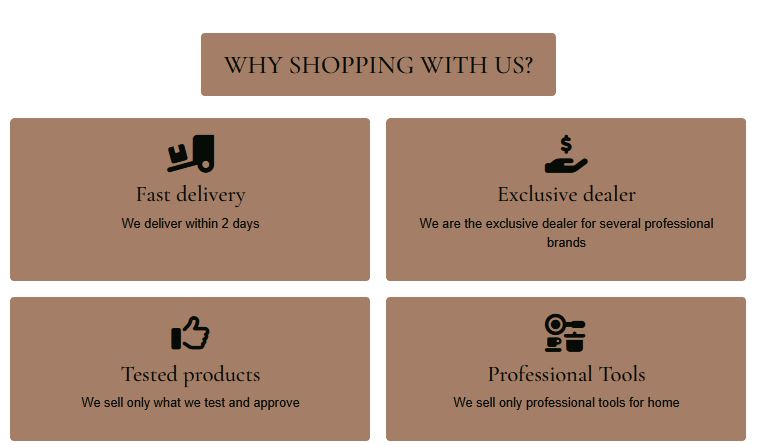 WHY SHOPPING WITH US?
Fast delivery
We deliver within 2 days
Exclusive dealer
We are the exclusive dealer for several professional
brands
Tested products
We sell only what we test and approve
Professional Tools
We sell only professional tools for home